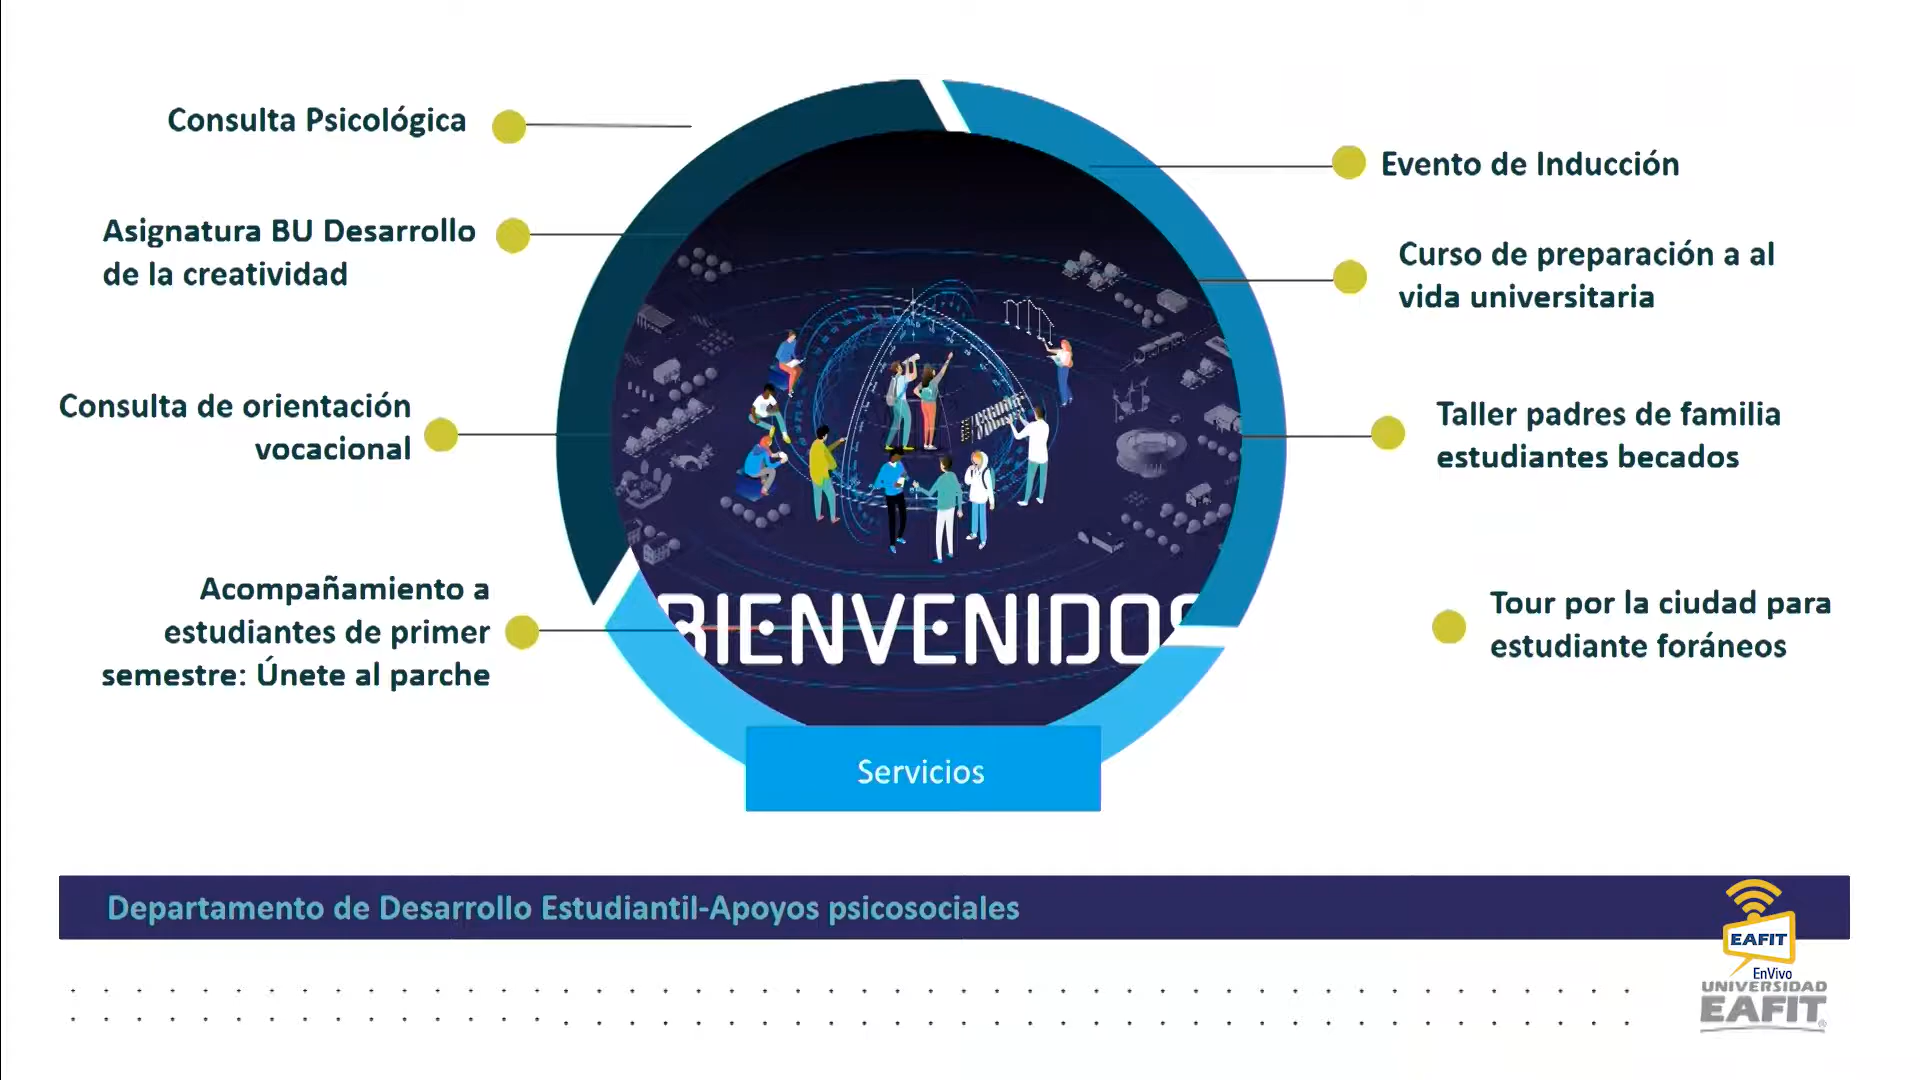 Consulta Psicológica
Asignatura BU Desarrollo
de la creatividad
Consulta de orientación
vocacional
Acompañamiento a
estudiantes de primer
semestre: Únete al parche
Evento de Inducción
Curso de preparación a al
vida universitaria
Taller padres de familia
estudiantes becados
Tour por la ciudad para
estudiante foráneos
BIENVENIDOS
Servicios
Departamento de Desarrollo Estudiantil-Apoyos psicosociales
EAFIT
EnVivo
UNIVERSIDAD
EAFIT®